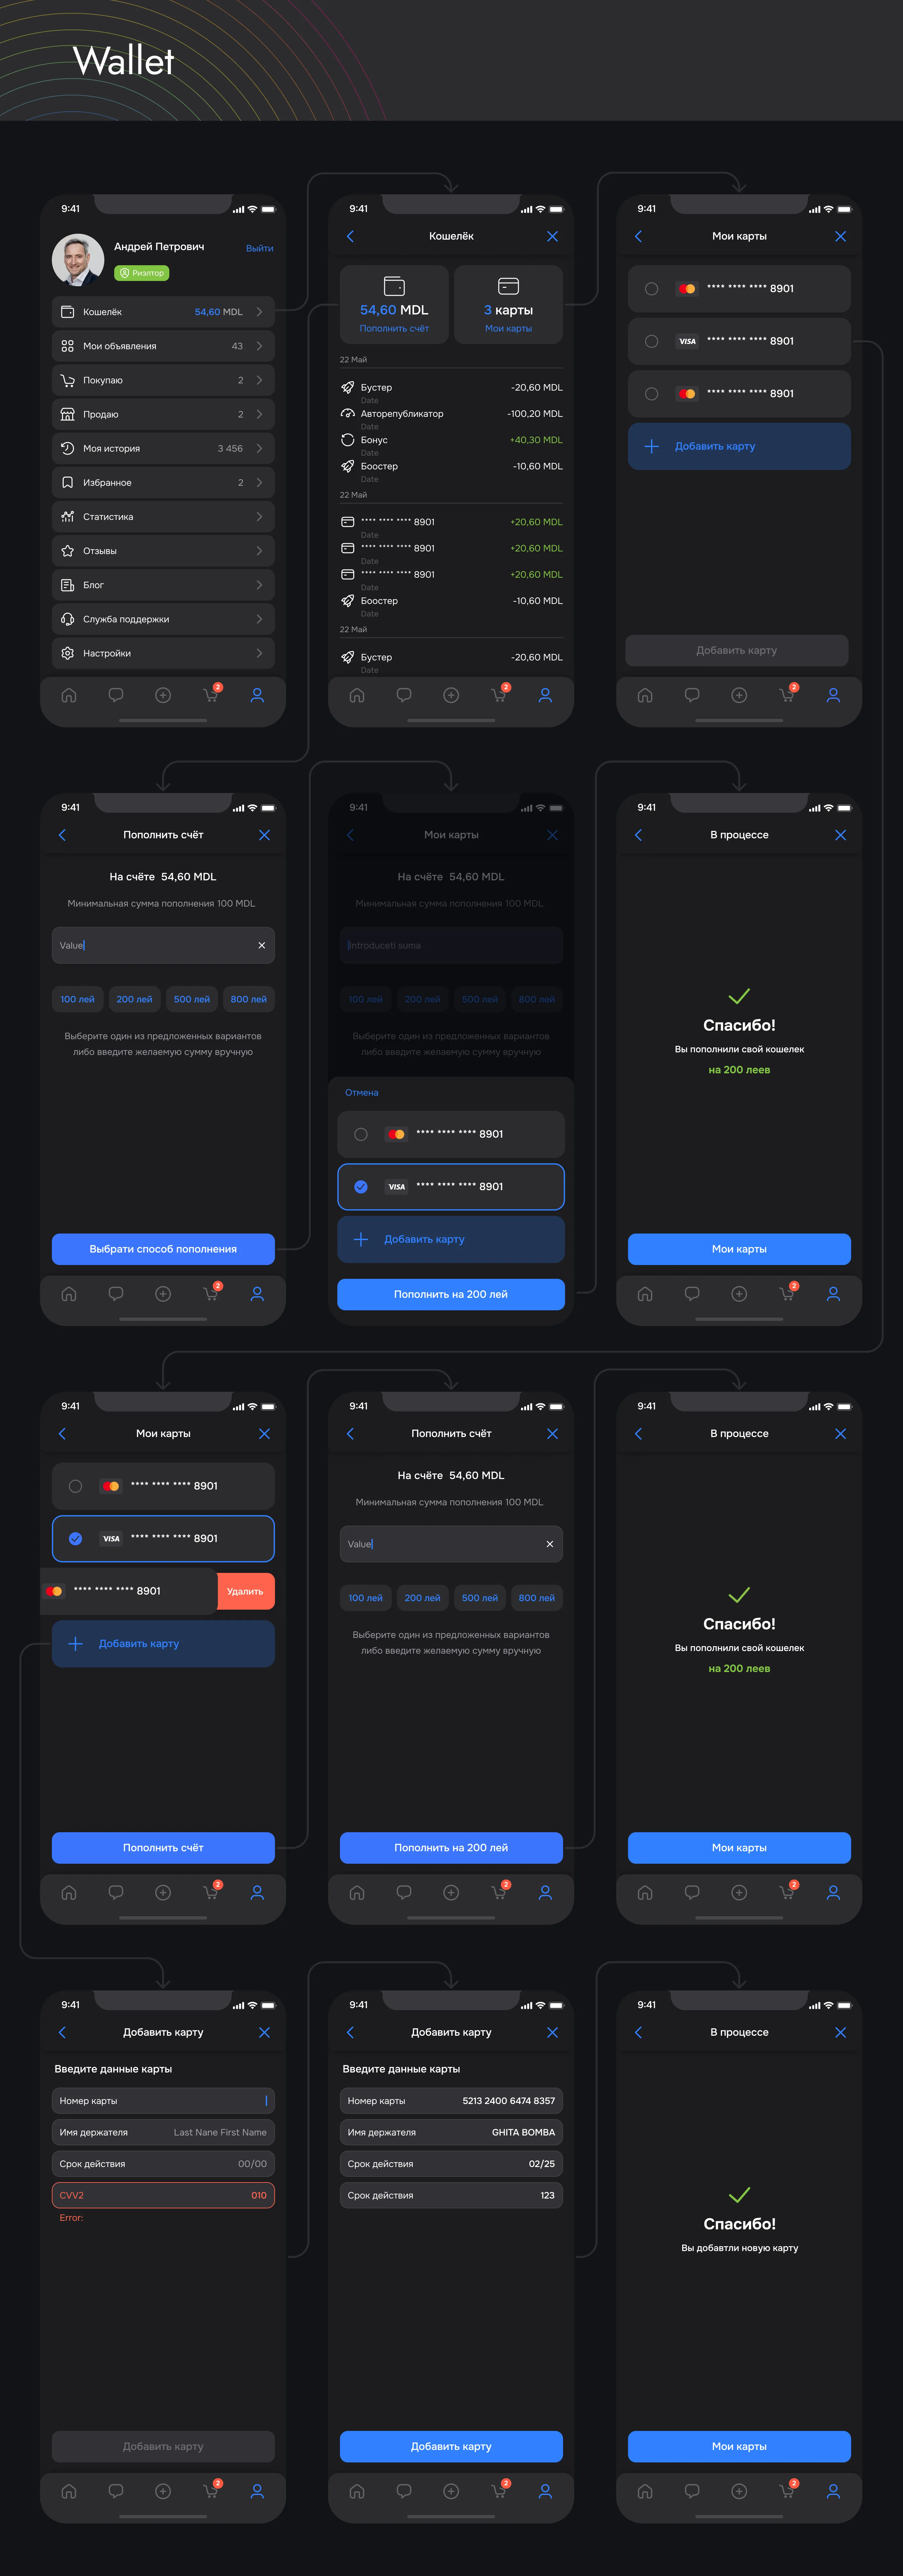 Wallet
9:41
Андрей Петрович
Выйти
Риэлтор
Кошелёк 54,60 MDL
Мои объявления 43
Покупаю 2
Продаю 2
Моя история 3 456
Избранное 2
Статистика
Отзывы
Блог
Служба поддержки
Настройки
2
9:41
Кошелёк
54,60 MDL
Пополнить счёт
3 карты
Мои карты
22 Май
Бустер -20,60 MDL
Date
Авторепубликатор -100,20 MDL
Date
Бонус +40,30 MDL
Date
Боостер -10,60 MDL
Date
22 Май
**** **** **** 8901 +20,60 MDL
Date
**** **** **** 8901 +20,60 MDL
Date
**** **** **** 8901 +20,60 MDL
Date
Боостер -10,60 MDL
Date
22 Май
Бустер -20,60 MDL
Date
2
9:41
Мои карты
**** **** **** 8901
VISA **** **** **** 8901
**** **** **** 8901
Добавить карту
Добавить карту
2
9:41
Пополнить счёт
На счёте 54,60 MDL
Минимальная сумма пополнения 100 MDL
Value
100 лей 200 лей 500 лей 800 лей
Выберите один из предложенных вариантов
либо введите желаемую сумму вручную
Выбрати способ пополнения
2
9:41
Мои карты
На счёте 54,60 MDL
Минимальная сумма пополнения 100 MDL
Introduceti suma
100 лей 200 лей 500 лей 800 лей
Выберите один из предложенных вариантов
либо введите желаемую сумму вручную
Отмена
**** **** **** 8901
VISA **** **** **** 8901
Добавить карту
Пополнить на 200 лей
9:41
В процессе
Спасибо!
Вы пополнили свой кошелек
на 200 леев
Мои карты
2
9:41
Мои карты
**** **** **** 8901
VISA **** **** **** 8901
**** **** **** 8901 Удалить
Добавить карту
Пополнить счёт
2
9:41
Пополнить счёт
На счёте 54,60 MDL
Минимальная сумма пополнения 100 MDL
Value
100 лей 200 лей 500 лей 800 лей
Выберите один из предложенных вариантов
либо введите желаемую сумму вручную
Пополнить на 200 лей
2
9:41
В процессе
Спасибо!
Вы пополнили свой кошелек
на 200 леев
Мои карты
2
9:41
Добавить карту
Введите данные карты
Номер карты
Имя держателя Last Nane First Name
Срок действия 00/00
CVV2 010
Error:
Добавить карту
2
9:41
Добавить карту
Введите данные карты
Номер карты 5213 2400 6474 8357
Имя держателя GHITA BOMBA
Срок действия 02/25
Срок действия 123
Добавить карту
2
9:41
В процессе
Спасибо!
Вы добавтли новую карту
Мои карты
2